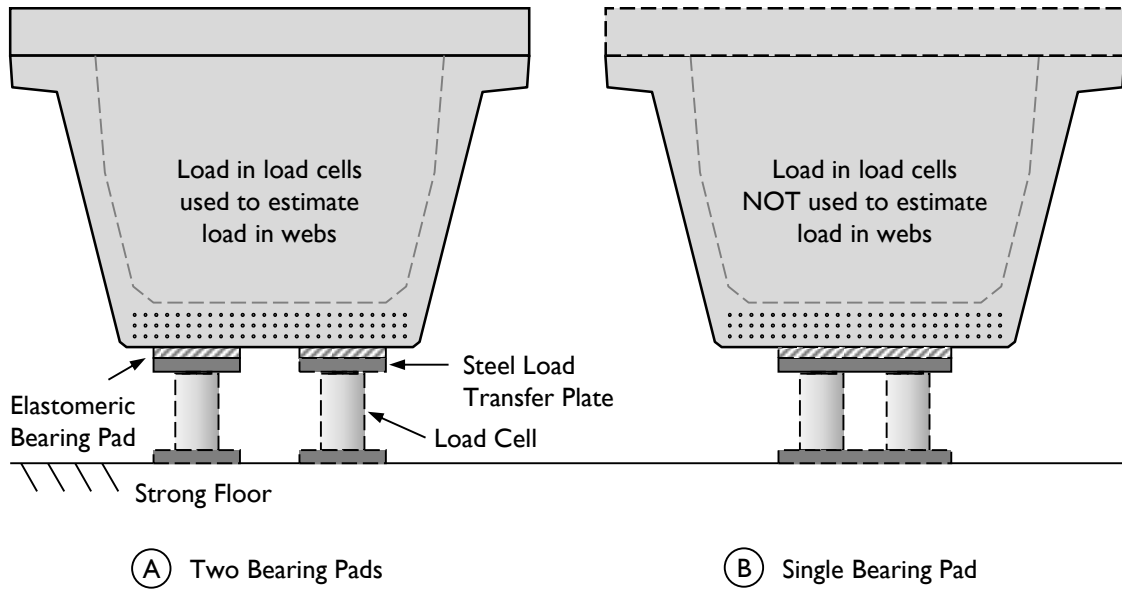 Load in load cells
used to estimate
load in webs
Load in load cells
NOT used to estimate
load in webs
Steel Load
Transfer Plate
Elastomeric
Bearing Pad
Load Cell
Strong Floor
A Two Bearing Pads
B Single Bearing Pad